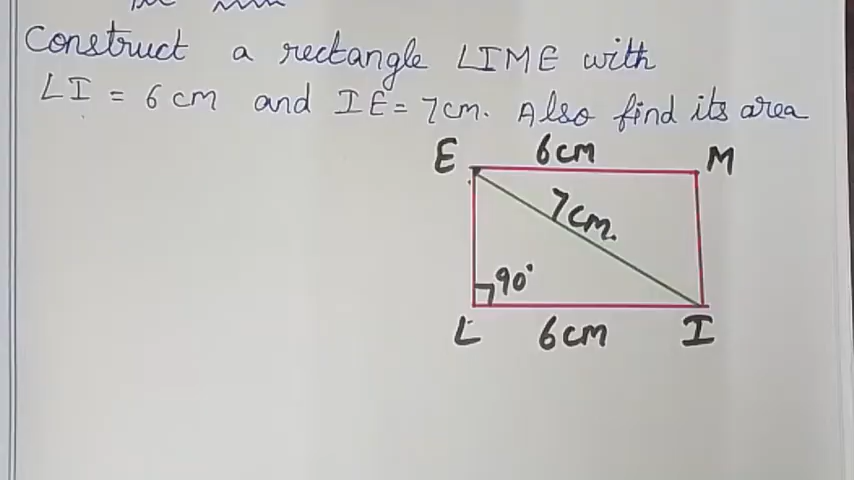 Construct a rectangle LIME with
LI = 6 cm and IE = 7cm. Also find its area
E 6cm M
7cm.
90°
L 6cm I